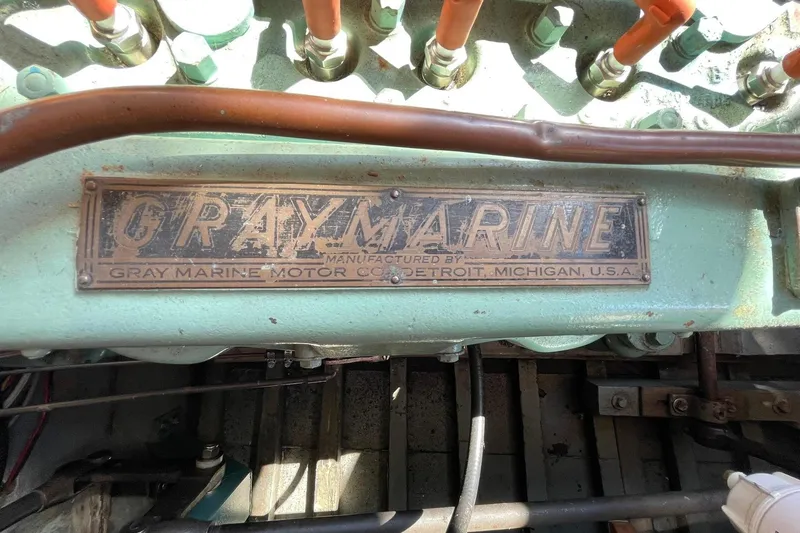 GRAYMARINE
MANUFACTURED BY
GRAY MARINE MOTOR CO. DETROIT, MICHIGAN, U.S.A.